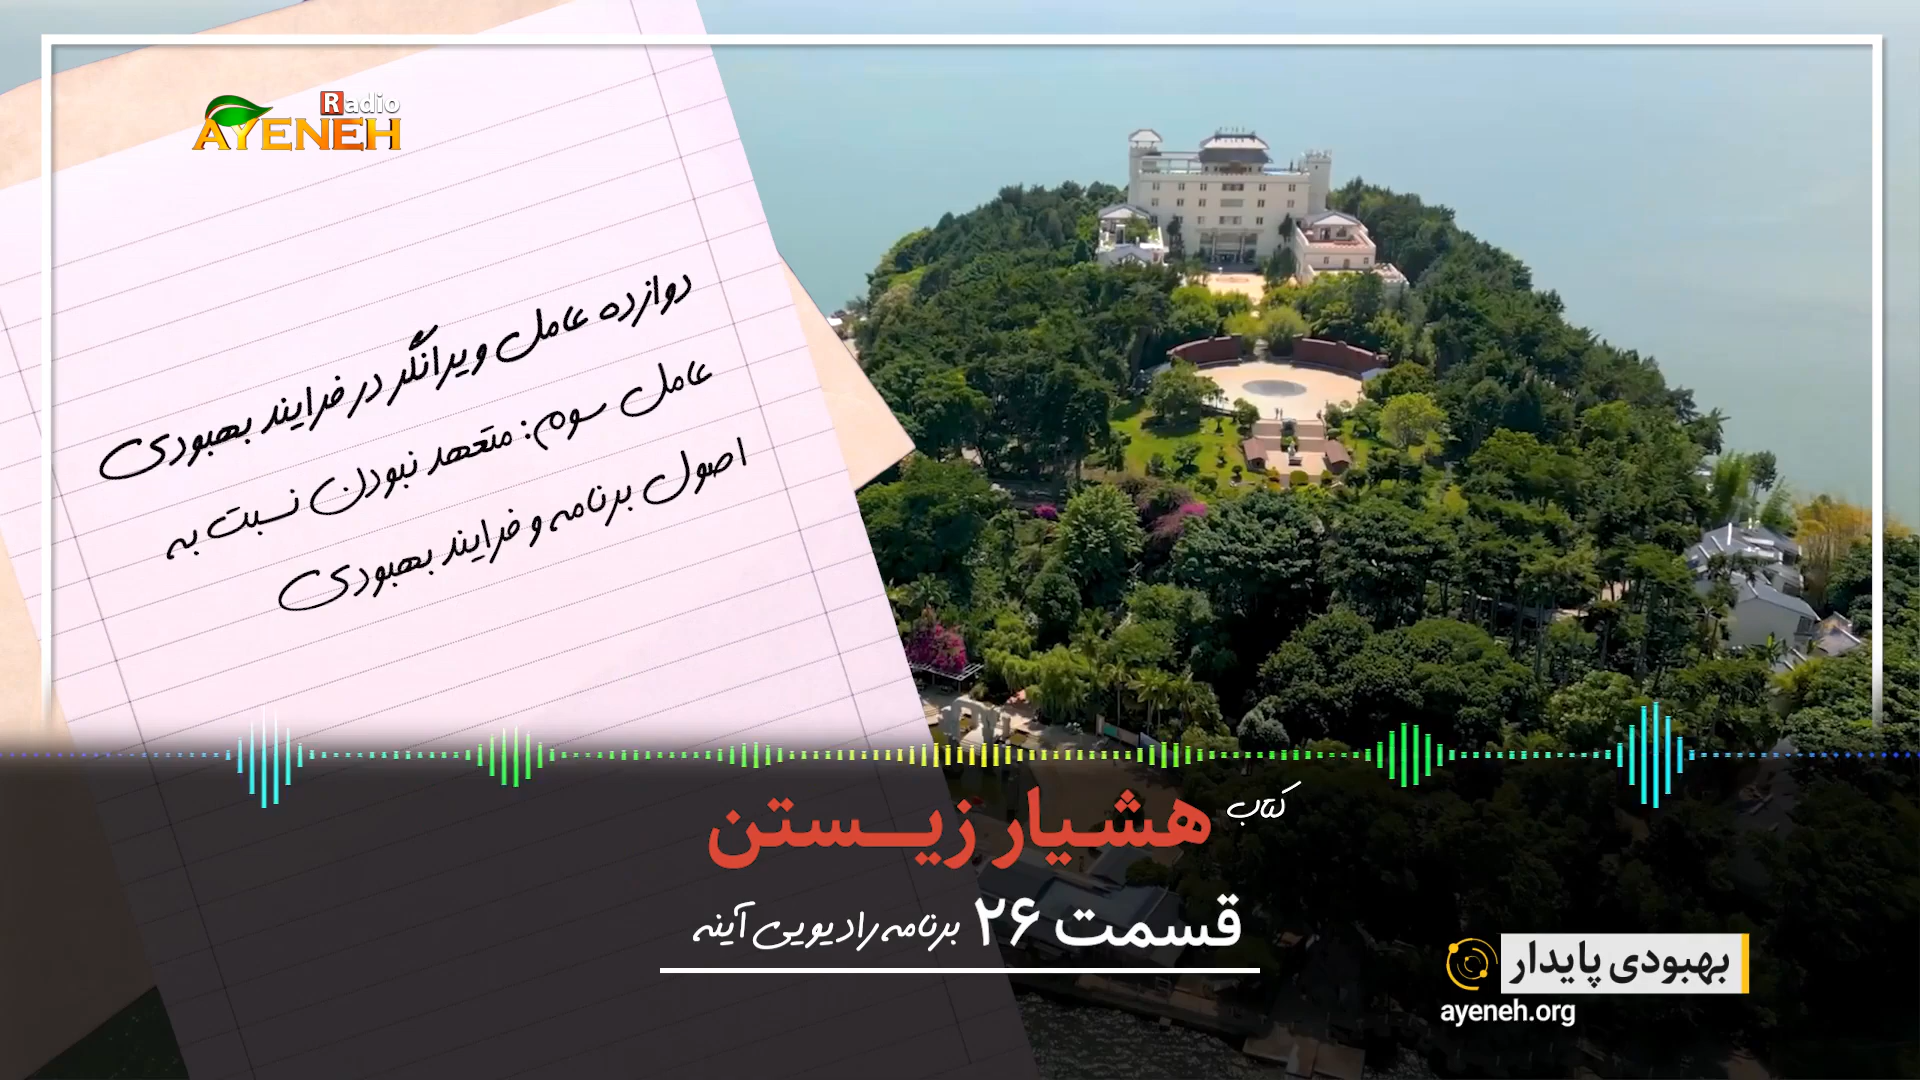 Radio
AYENEH
دوازده عامل ویرانگر در فرایند بهبودی
عامل سوم: متعهد نبودن نسبت به
اصول برنامه و فرایند بهبودی
کتاب هشیار زیستن
قسمت ۲۶ برنامه رادیویی آینه
بهبودی پایدار
ayeneh.org